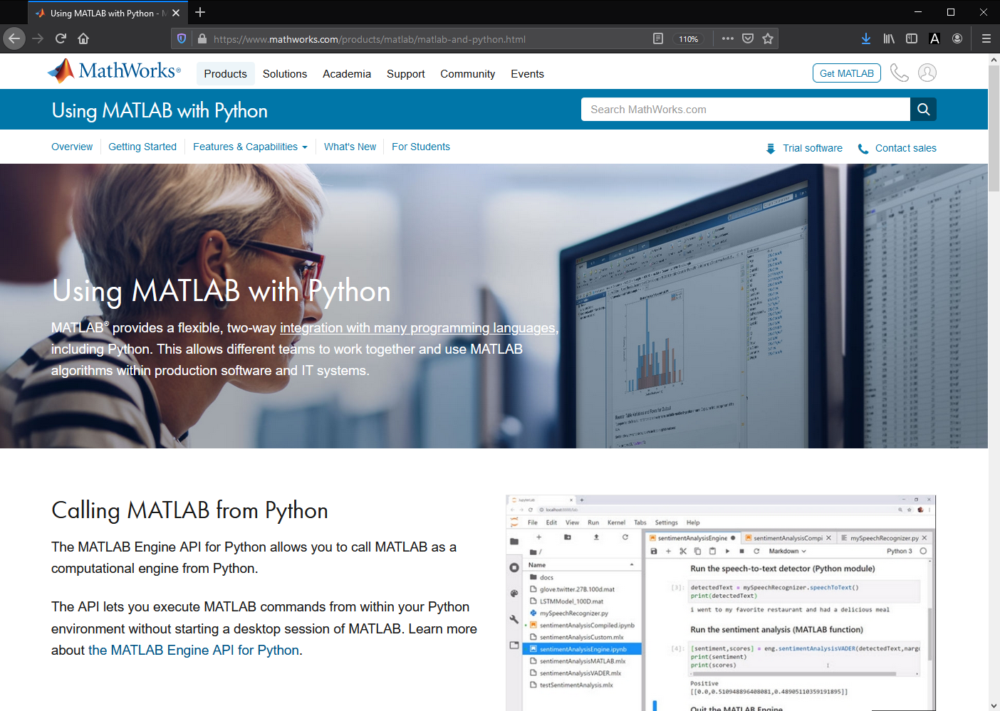 Using MATLAB with Python - M
https://www.mathworks.com/products/matlab/matlab-and-python.html
110%
A
MathWorks®
Products
Solutions
Academia
Support
Community
Events
Get MATLAB
Using MATLAB with Python
Search MathWorks.com
Overview
Getting Started
Features & Capabilities
What's New
For Students
Trial software
Contact sales
Using MATLAB with Python
MATLAB® provides a flexible, two-way integration with many programming languages,
including Python. This allows different teams to work together and use MATLAB
algorithms within production software and IT systems.
Calling MATLAB from Python
The MATLAB Engine API for Python allows you to call MATLAB as a
computational engine from Python.
The API lets you execute MATLAB commands from within your Python
environment without starting a desktop session of MATLAB. Learn more
about the MATLAB Engine API for Python.
JupyterLab
File Edit View Run Kernel Tabs Settings Help
/
Name
docs
glove.twitter.27B.100d.mat
LSTMModel_100D.mat
mySpeechRecognizer.py
sentimentAnalysisCompiled.ipynb
sentimentAnalysisCustom.mlx
sentimentAnalysisEngine.ipynb
sentimentAnalysisMATLAB.mlx
sentimentAnalysisVADER.mlx
testSentimentAnalysis.mlx
sentimentAnalysisEngine
sentimentAnalysisCompi
mySpeechRecognizer.py
Markdown
Python 3
Run the speech-to-text detector (Python module)
[3]: detectedText = mySpeechRecognizer.speechToText()
print(detectedText)
i went to my favorite restaurant and had a delicious meal
Run the sentiment analysis (MATLAB function)
[4]: [sentiment,scores] = eng.sentimentAnalysisVADER(detectedText,nargo
print(sentiment)
print(scores)
Positive
[[0.0,0.510948896408081,0.48905110359191895]]
Quit the MATLAB Engine